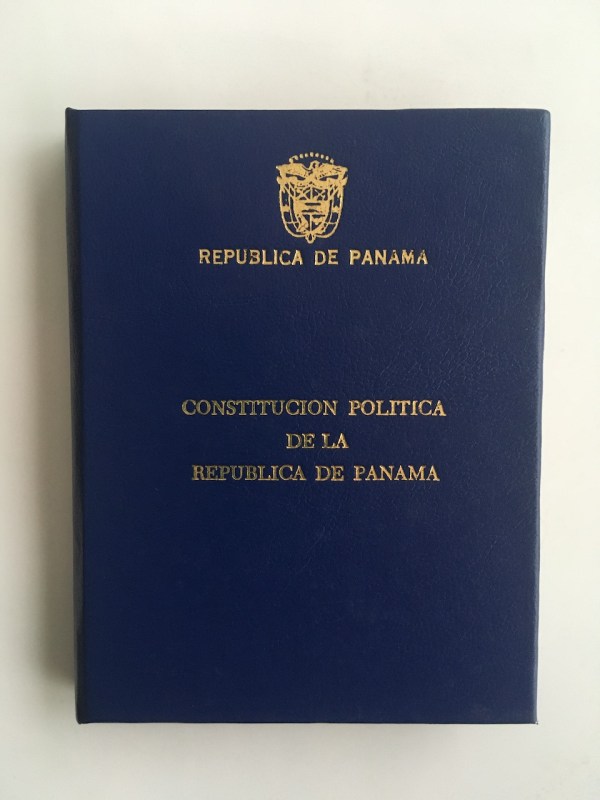 REPUBLICA DE PANAMA
CONSTITUCION POLITICA
DE LA
REPUBLICA DE PANAMA